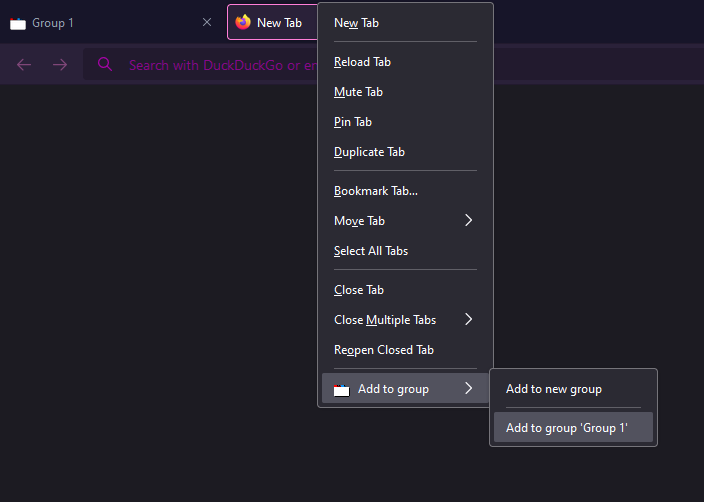 Group 1
New Tab
Search with DuckDuckGo or en
New Tab
Reload Tab
Mute Tab
Pin Tab
Duplicate Tab
Bookmark Tab...
Move Tab
Select All Tabs
Close Tab
Close Multiple Tabs
Reopen Closed Tab
Add to group
Add to new group
Add to group 'Group 1'